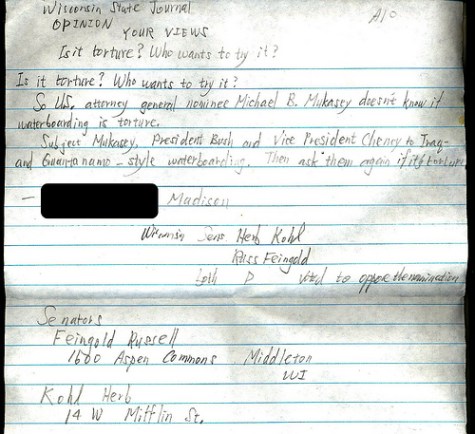 Wisconsin State Journal
A10
OPINION
YOUR VIEWS
Is it torture? Who wants to try it?
Is it torture? Who wants to try it?
So U.S. attorney general nominee Michael B. Mukasey doesn't know if
waterboarding is torture.
Subject Mukasey, President Bush and Vice President Cheney to Iraq-
and Guantanamo-style waterboarding. Then ask them again if it's torture.
— Madison
Wisconsin Sens. Herb Kohl
Russ Feingold
both D voted to oppose the nomination
Senators
Feingold Russell
1600 Aspen Commons Middleton
WI
Kohl Herb
14 W Mifflin St.